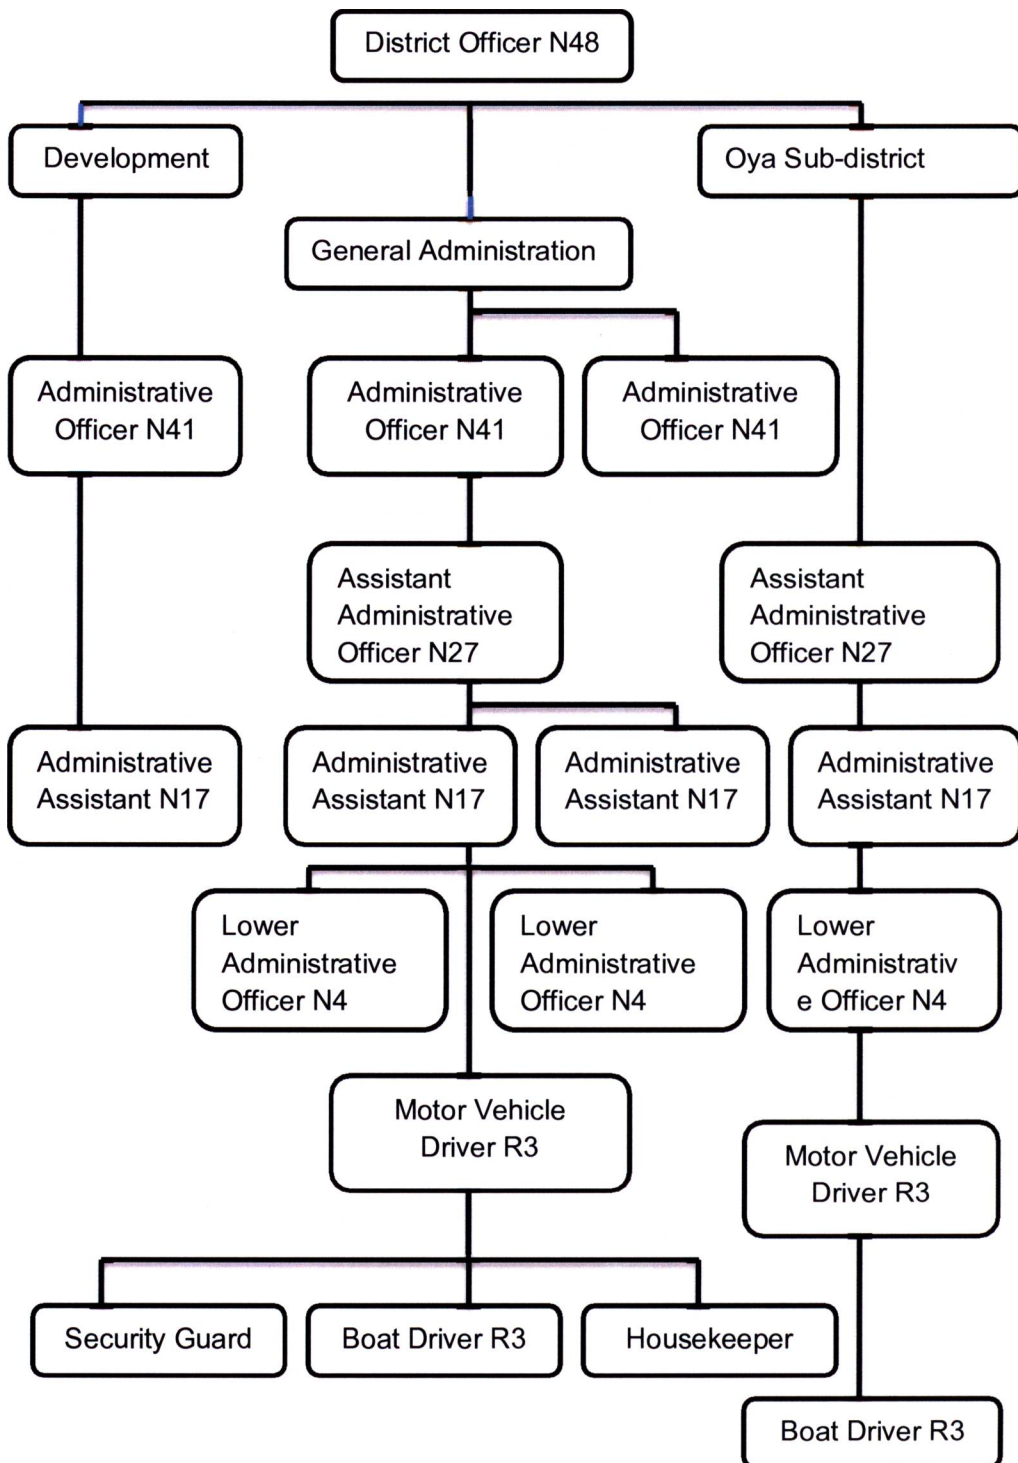 District Officer N48
Development
Oya Sub-district
General Administration
Administrative
Officer N41
Administrative
Officer N41
Administrative
Officer N41
Assistant
Administrative
Officer N27
Assistant
Administrative
Officer N27
Administrative
Assistant N17
Administrative
Assistant N17
Administrative
Assistant N17
Administrative
Assistant N17
Lower
Administrative
Officer N4
Lower
Administrative
Officer N4
Lower
Administrativ
e Officer N4
Motor Vehicle
Driver R3
Motor Vehicle
Driver R3
Security Guard
Boat Driver R3
Housekeeper
Boat Driver R3